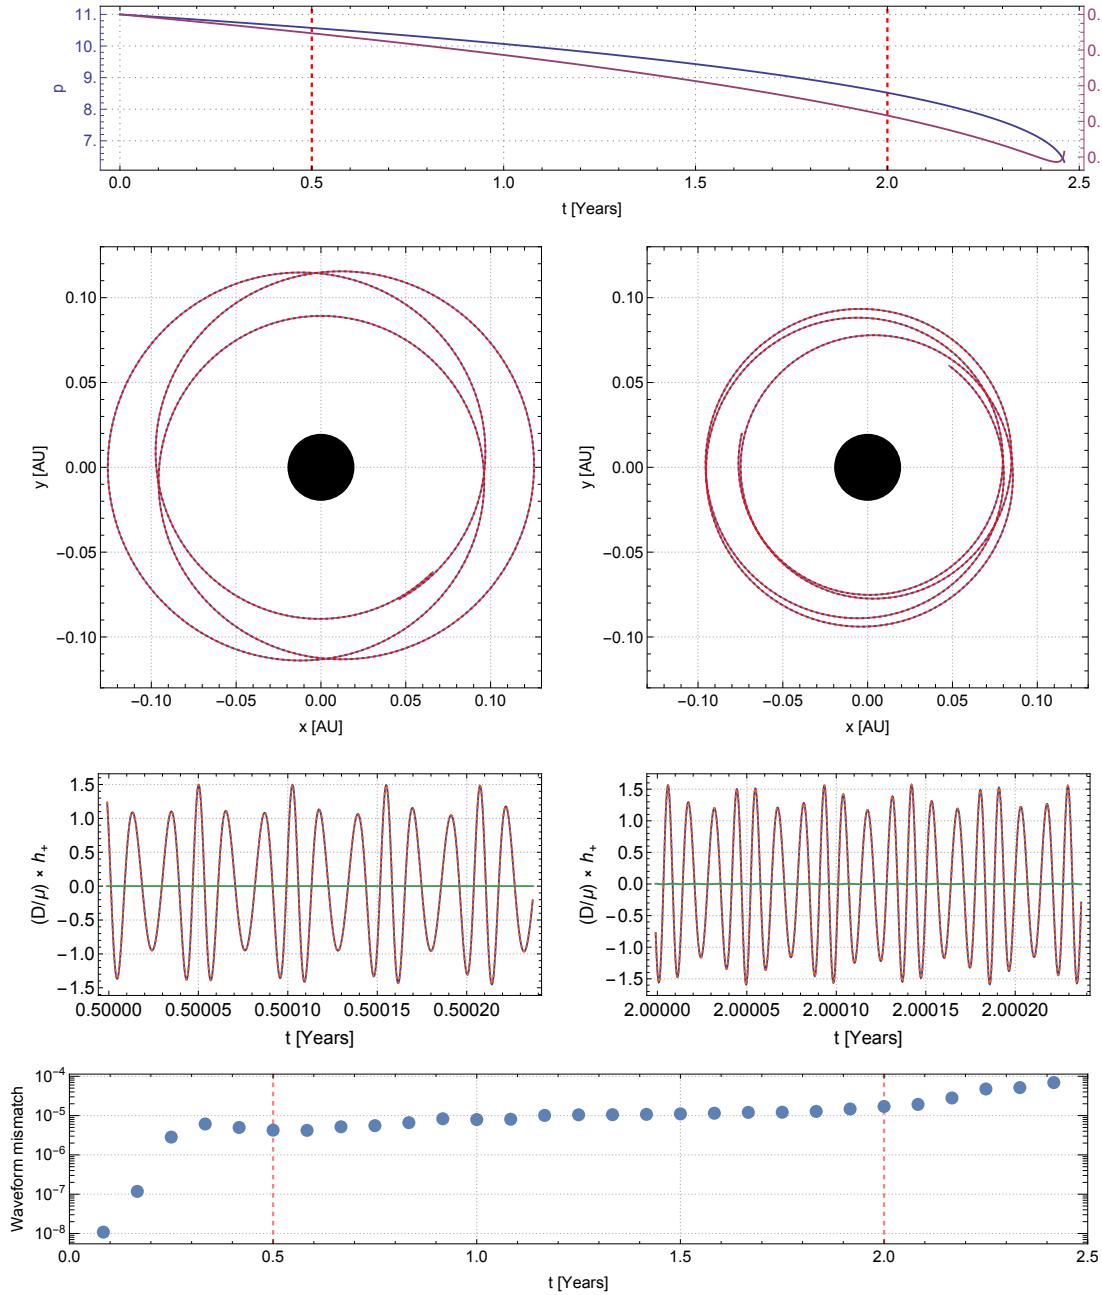 11.
10.
9.
8.
7.
p
0.
0.
0.
0.
0.
0.0 0.5 1.0 1.5 2.0 2.5
t [Years]
0.10
0.05
0.00
−0.05
−0.10
y [AU]
−0.10 −0.05 0.00 0.05 0.10
x [AU]
0.10
0.05
0.00
−0.05
−0.10
y [AU]
−0.10 −0.05 0.00 0.05 0.10
x [AU]
1.5
1.0
0.5
0.0
−0.5
−1.0
−1.5
(D/μ) × h₊
0.50000 0.50005 0.50010 0.50015 0.50020
t [Years]
1.5
1.0
0.5
0.0
−0.5
−1.0
−1.5
(D/μ) × h₊
2.00000 2.00005 2.00010 2.00015 2.00020
t [Years]
10⁻⁴
10⁻⁵
10⁻⁶
10⁻⁷
10⁻⁸
Waveform mismatch
0.0 0.5 1.0 1.5 2.0 2.5
t [Years]